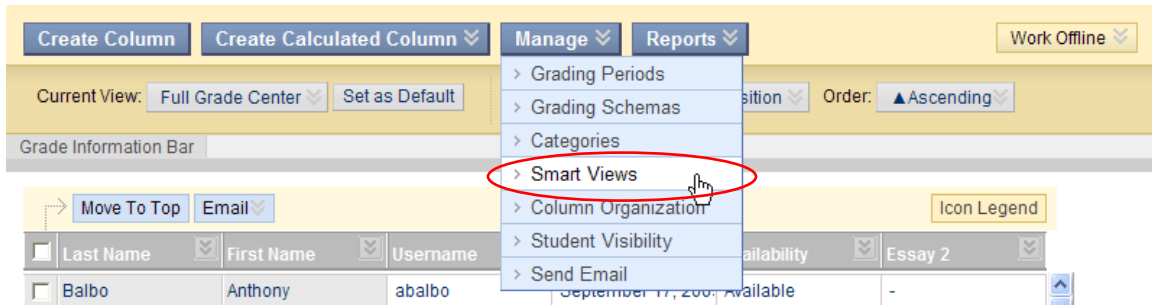 Create Column Create Calculated Column Manage Reports Work Offline
Current View: Full Grade Center Set as Default Order: ▲Ascending
> Grading Periods
> Grading Schemas
> Categories
> Smart Views
> Column Organization
> Student Visibility
> Send Email
Grade Information Bar
Move To Top Email Icon Legend
Last Name First Name Username Essay 2
Balbo Anthony abalbo September 17, Available -